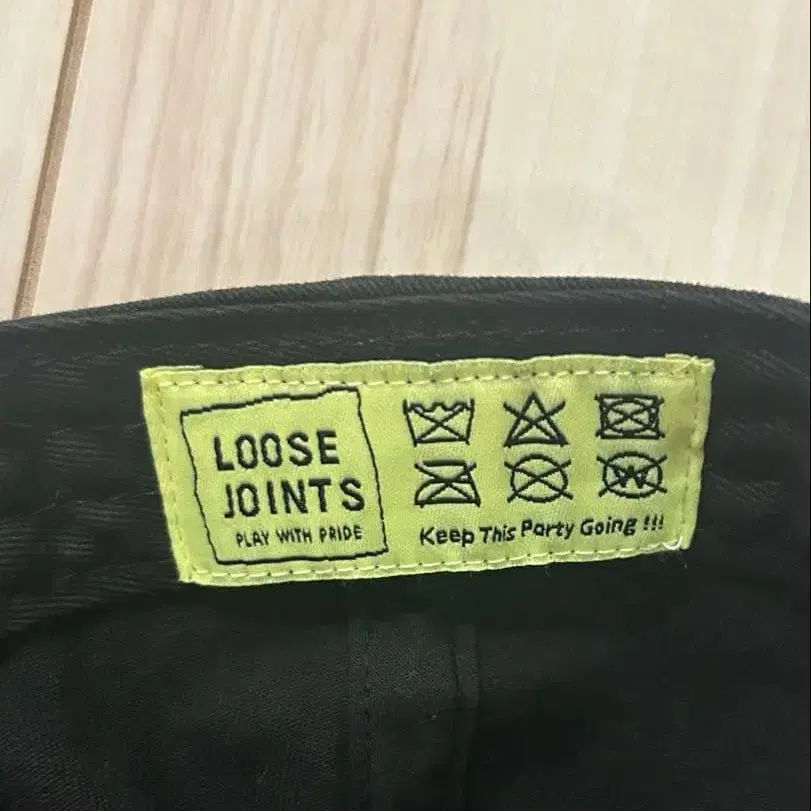 LOOSE
JOINTS
PLAY WITH PRIDE
W
Keep This Party Going !!!